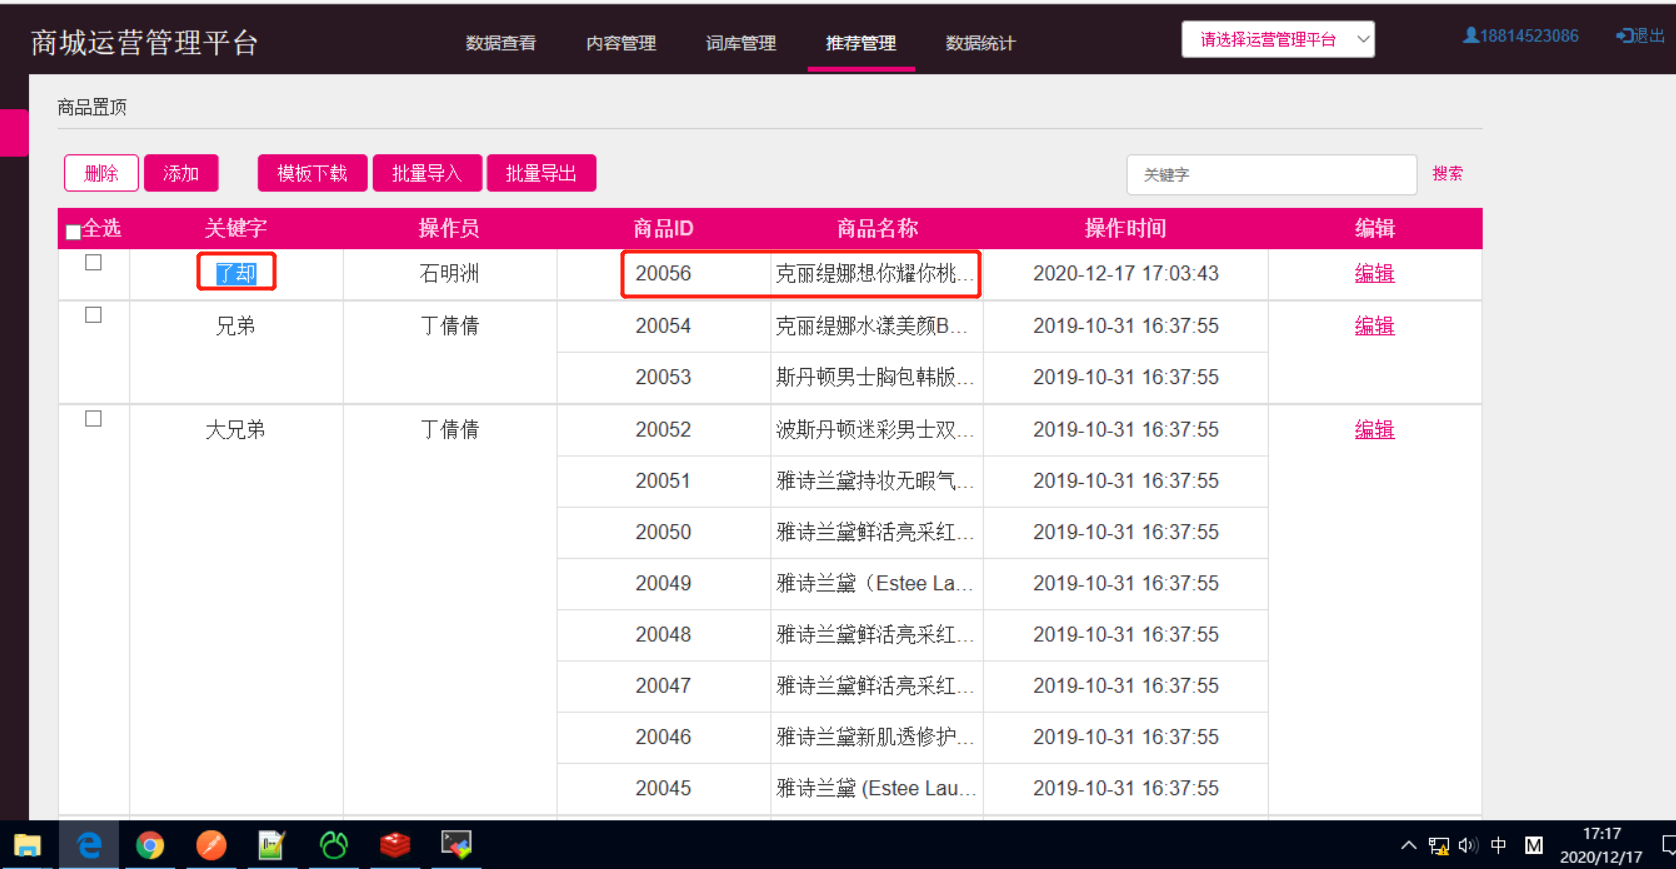 商城运营管理平台 数据查看 内容管理 词库管理 推荐管理 数据统计 请选择运营管理平台 18814523086 退出
商品置顶
删除 添加 模板下载 批量导入 批量导出 关键字 搜索
全选 关键字 操作员 商品ID 商品名称 操作时间 编辑
了却 石明洲 20056 克丽缇娜想你耀你桃... 2020-12-17 17:03:43 编辑
兄弟 丁倩倩 20054 克丽缇娜水漾美颜B... 2019-10-31 16:37:55 编辑
20053 斯丹顿男士胸包韩版... 2019-10-31 16:37:55
大兄弟 丁倩倩 20052 波斯丹顿迷彩男士双... 2019-10-31 16:37:55 编辑
20051 雅诗兰黛持妆无暇气... 2019-10-31 16:37:55
20050 雅诗兰黛鲜活亮采红... 2019-10-31 16:37:55
20049 雅诗兰黛（Estee La... 2019-10-31 16:37:55
20048 雅诗兰黛鲜活亮采红... 2019-10-31 16:37:55
20047 雅诗兰黛鲜活亮采红... 2019-10-31 16:37:55
20046 雅诗兰黛新肌透修护... 2019-10-31 16:37:55
20045 雅诗兰黛 (Estee Lau... 2019-10-31 16:37:55
中 M 17:17
2020/12/17